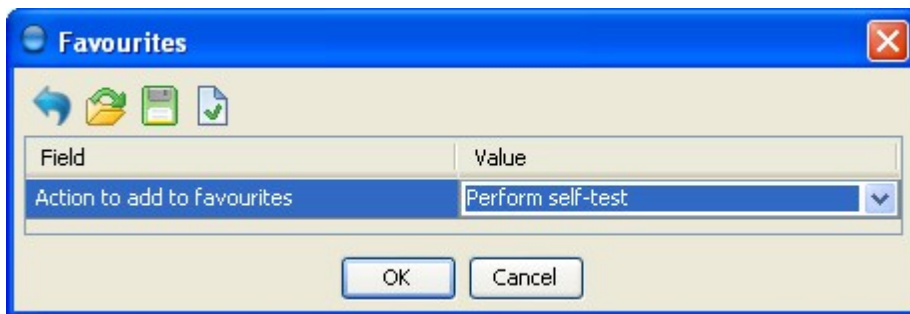 Favourites
Field Value
Action to add to favourites Perform self-test
OK Cancel